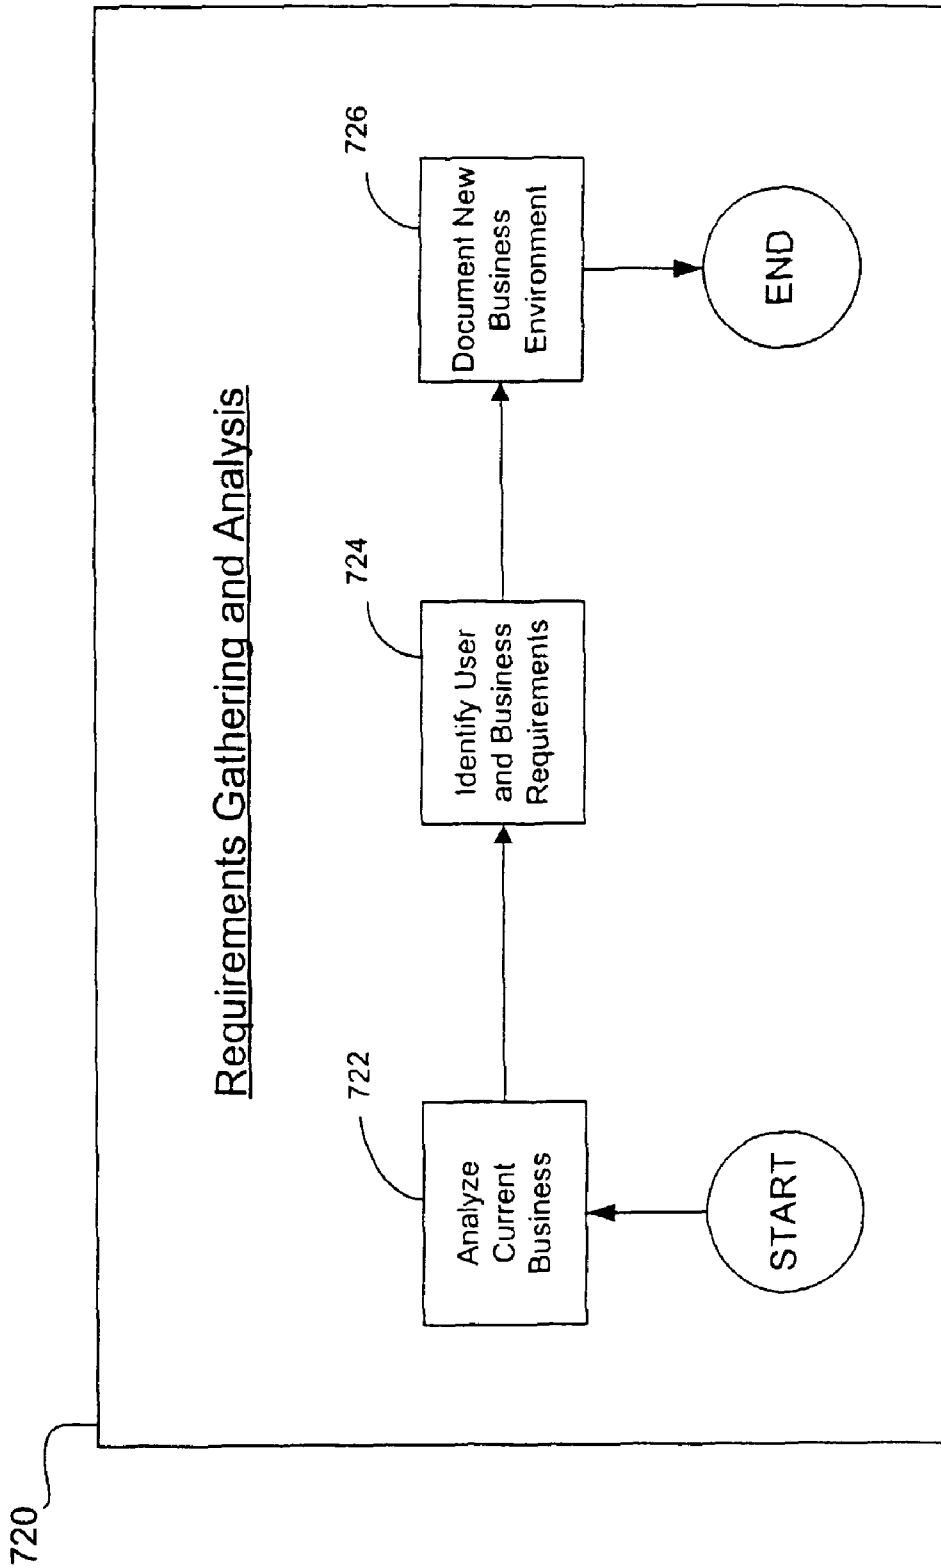 720
Requirements Gathering and Analysis
722
Analyze
Current
Business
724
Identify User
and Business
Requirements
726
Document New
Business
Environment
START
END